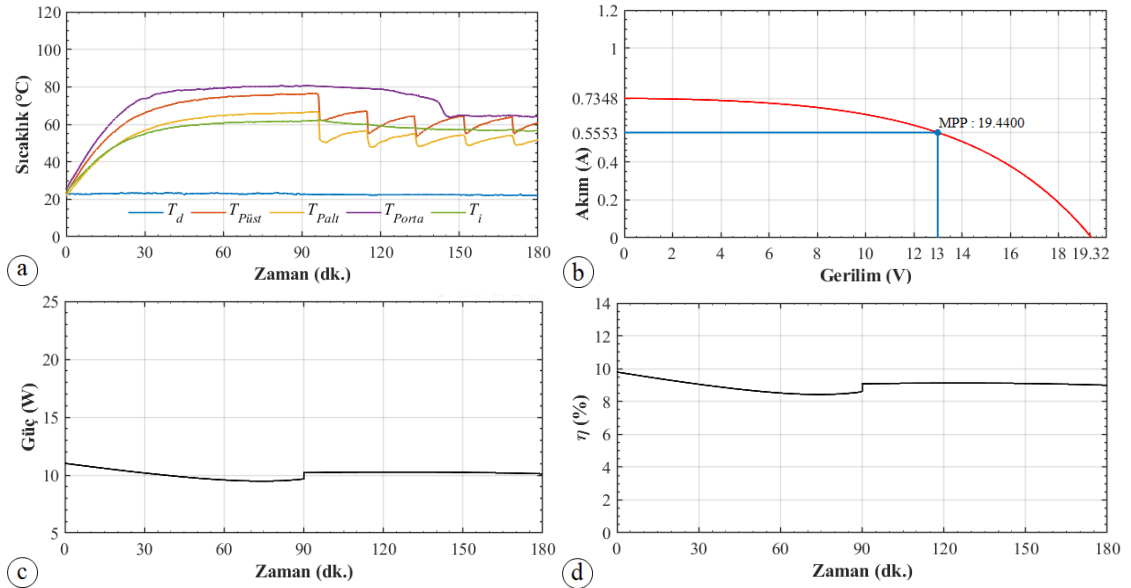 120
100
80
60
40
20
0
Sıcaklık (°C)
T_d T_Püst T_Palt T_Porta T_i
0 30 60 90 120 150 180
Zaman (dk.)
a
1.2
1
0.7348
0.5553
0.4
0.2
0
Akım (A)
MPP : 19.4400
0 2 4 6 8 10 12 13 14 16 18 19.32
Gerilim (V)
b
25
20
15
10
5
Güç (W)
0 30 60 90 120 150 180
Zaman (dk.)
c
14
12
10
8
6
4
2
0
η (%)
0 30 60 90 120 150 180
Zaman (dk.)
d